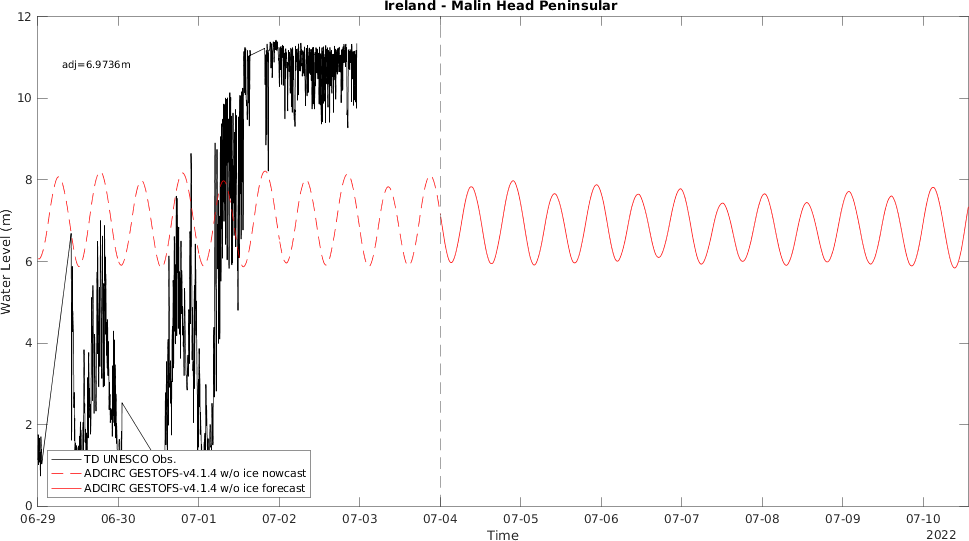 Ireland - Malin Head Peninsular
12
adj=6.9736m
10
8
6
4
2
0
Water Level (m)
TD UNESCO Obs.
ADCIRC GESTOFS-v4.1.4 w/o ice nowcast
ADCIRC GESTOFS-v4.1.4 w/o ice forecast
06-29 06-30 07-01 07-02 07-03 07-04 07-05 07-06 07-07 07-08 07-09 07-10
Time
2022